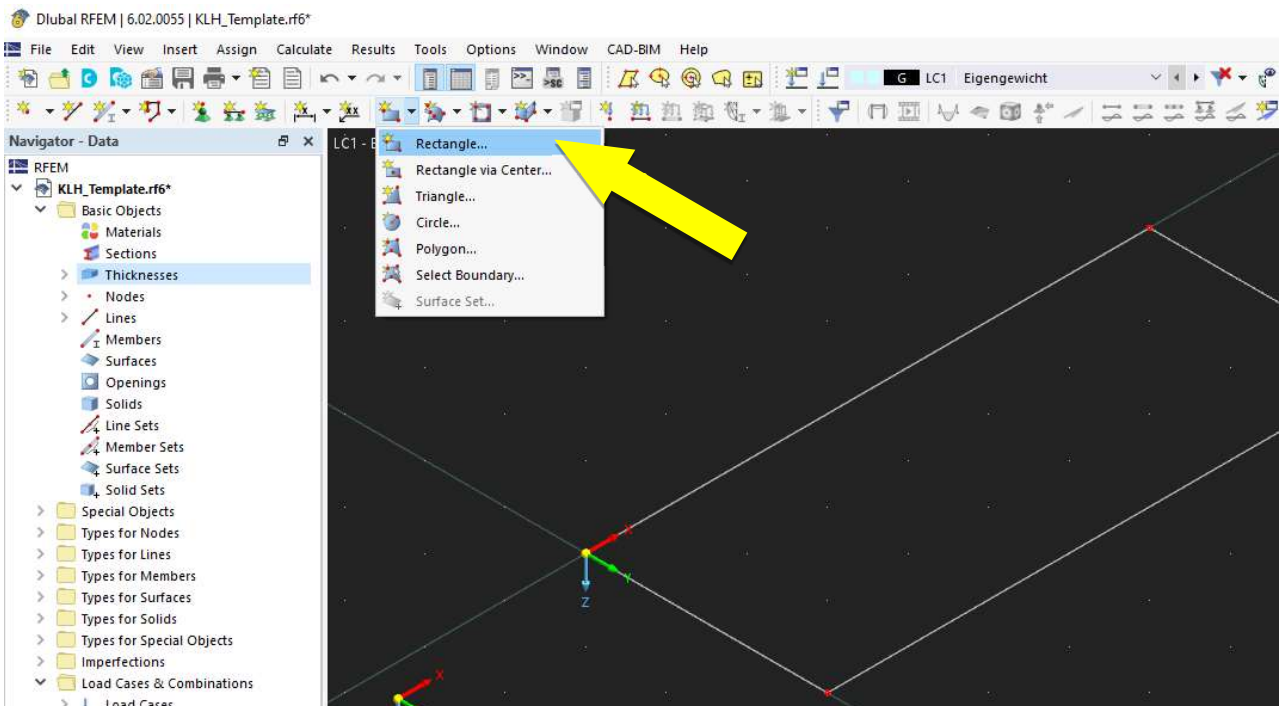 Dlubal RFEM | 6.02.0055 | KLH_Template.rf6*
File Edit View Insert Assign Calculate Results Tools Options Window CAD-BIM Help
G LC1 Eigengewicht
Navigator - Data
LC1 - E
RFEM
KLH_Template.rf6*
Basic Objects
Materials
Sections
Thicknesses
Nodes
Lines
Members
Surfaces
Openings
Solids
Line Sets
Member Sets
Surface Sets
Solid Sets
Special Objects
Types for Nodes
Types for Lines
Types for Members
Types for Surfaces
Types for Solids
Types for Special Objects
Imperfections
Load Cases & Combinations
Load Cases
Rectangle...
Rectangle via Center...
Triangle...
Circle...
Polygon...
Select Boundary...
Surface Set...
X
Y
Z
X